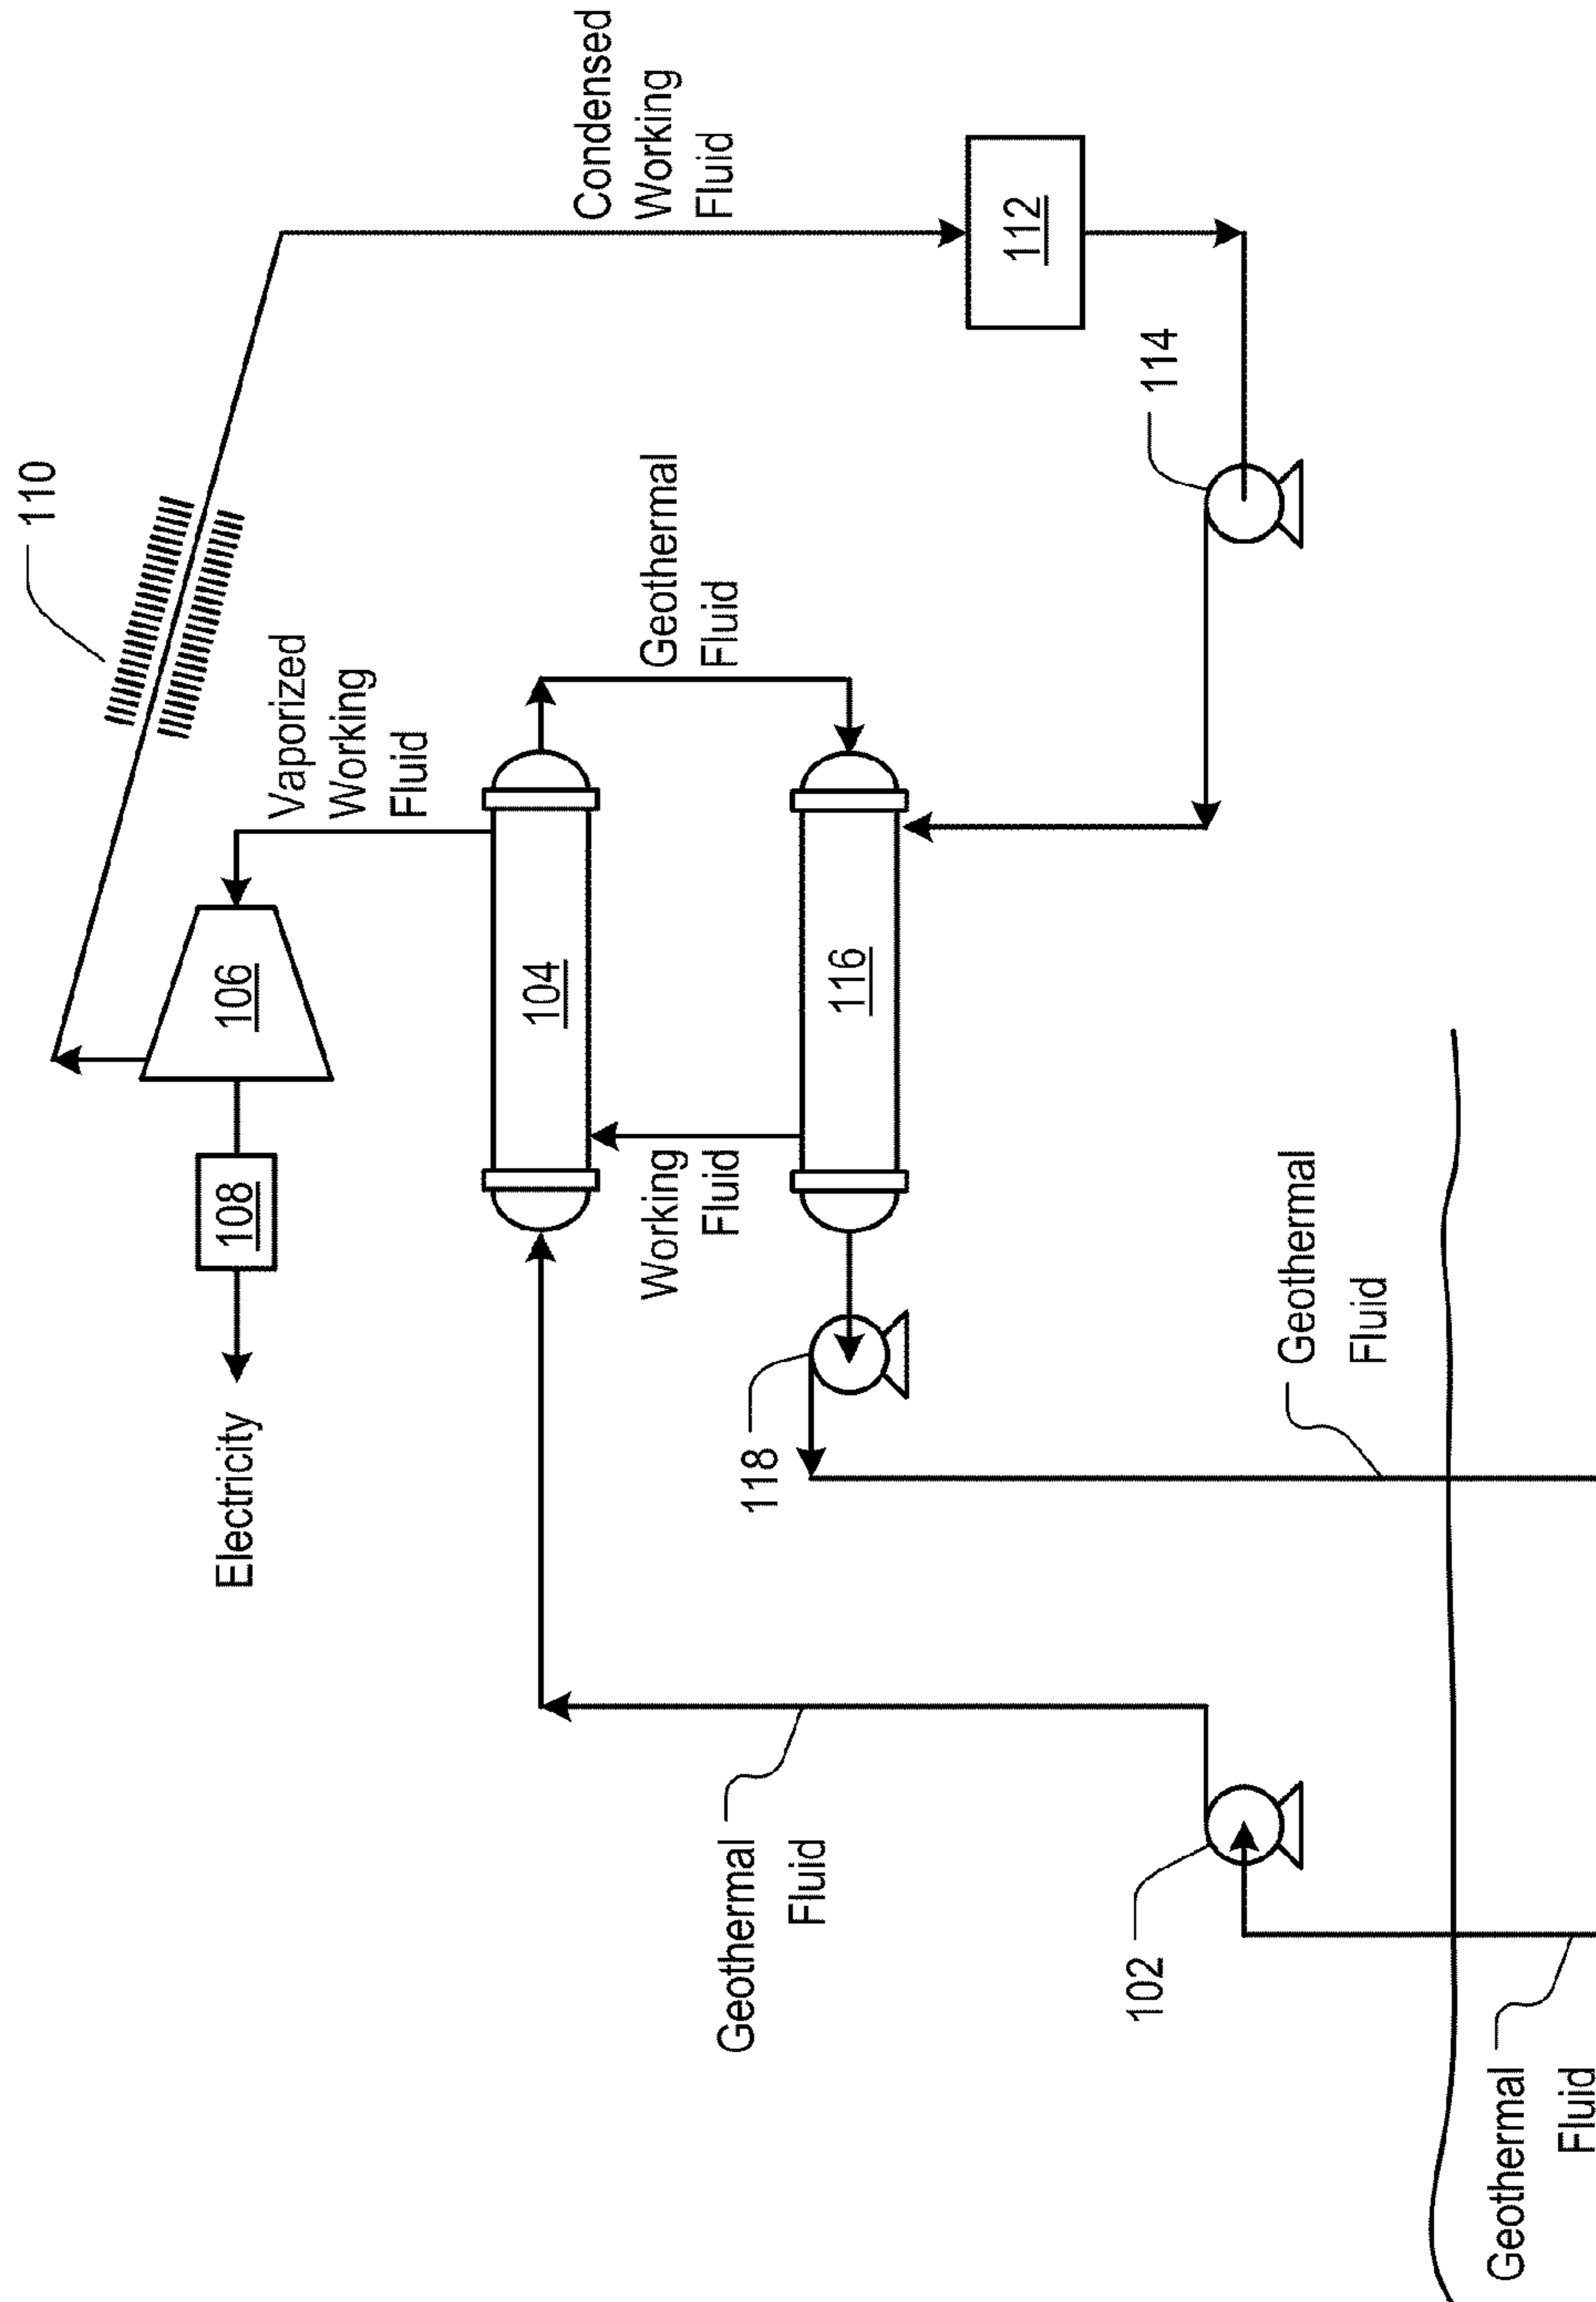 110
Electricity
108
106
Vaporized
Working
Fluid
Condensed
Working
Fluid
104
Geothermal
Fluid
Working
Fluid
116
118
112
114
Geothermal
Fluid
102
Geothermal
Fluid
Geothermal
Fluid